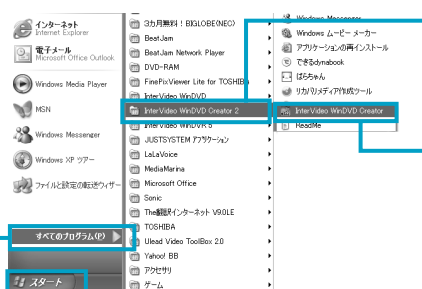 インターネット
Internet Explorer
電子メール
Microsoft Office Outlook
Windows Media Player
MSN
Windows Messenger
Windows XP ツアー
ファイルと設定の転送ウィザー
すべてのプログラム(P)
スタート
3カ月無料！BIGLOBE(NEC)
BeatJam
BeatJam Network Player
DVD-RAM
FinePixViewer Lite for TOSHIBA
InterVideo WinDVD
InterVideo WinDVD Creator 2
InterVideo WinDVR 5
JUSTSYSTEM アプリケーション
LaLaVoice
MediaMarina
Microsoft Office
Sonic
The翻訳インターネット V9.0LE
TOSHIBA
Ulead Video ToolBox 2.0
Yahoo! BB
アクセサリ
ゲーム
Windows Messenger
Windows ムービー メーカー
アプリケーションの再インストール
できるdynabook
ぱらちゃん
リカバリメディア作成ツール
InterVideo WinDVD Creator
ReadMe